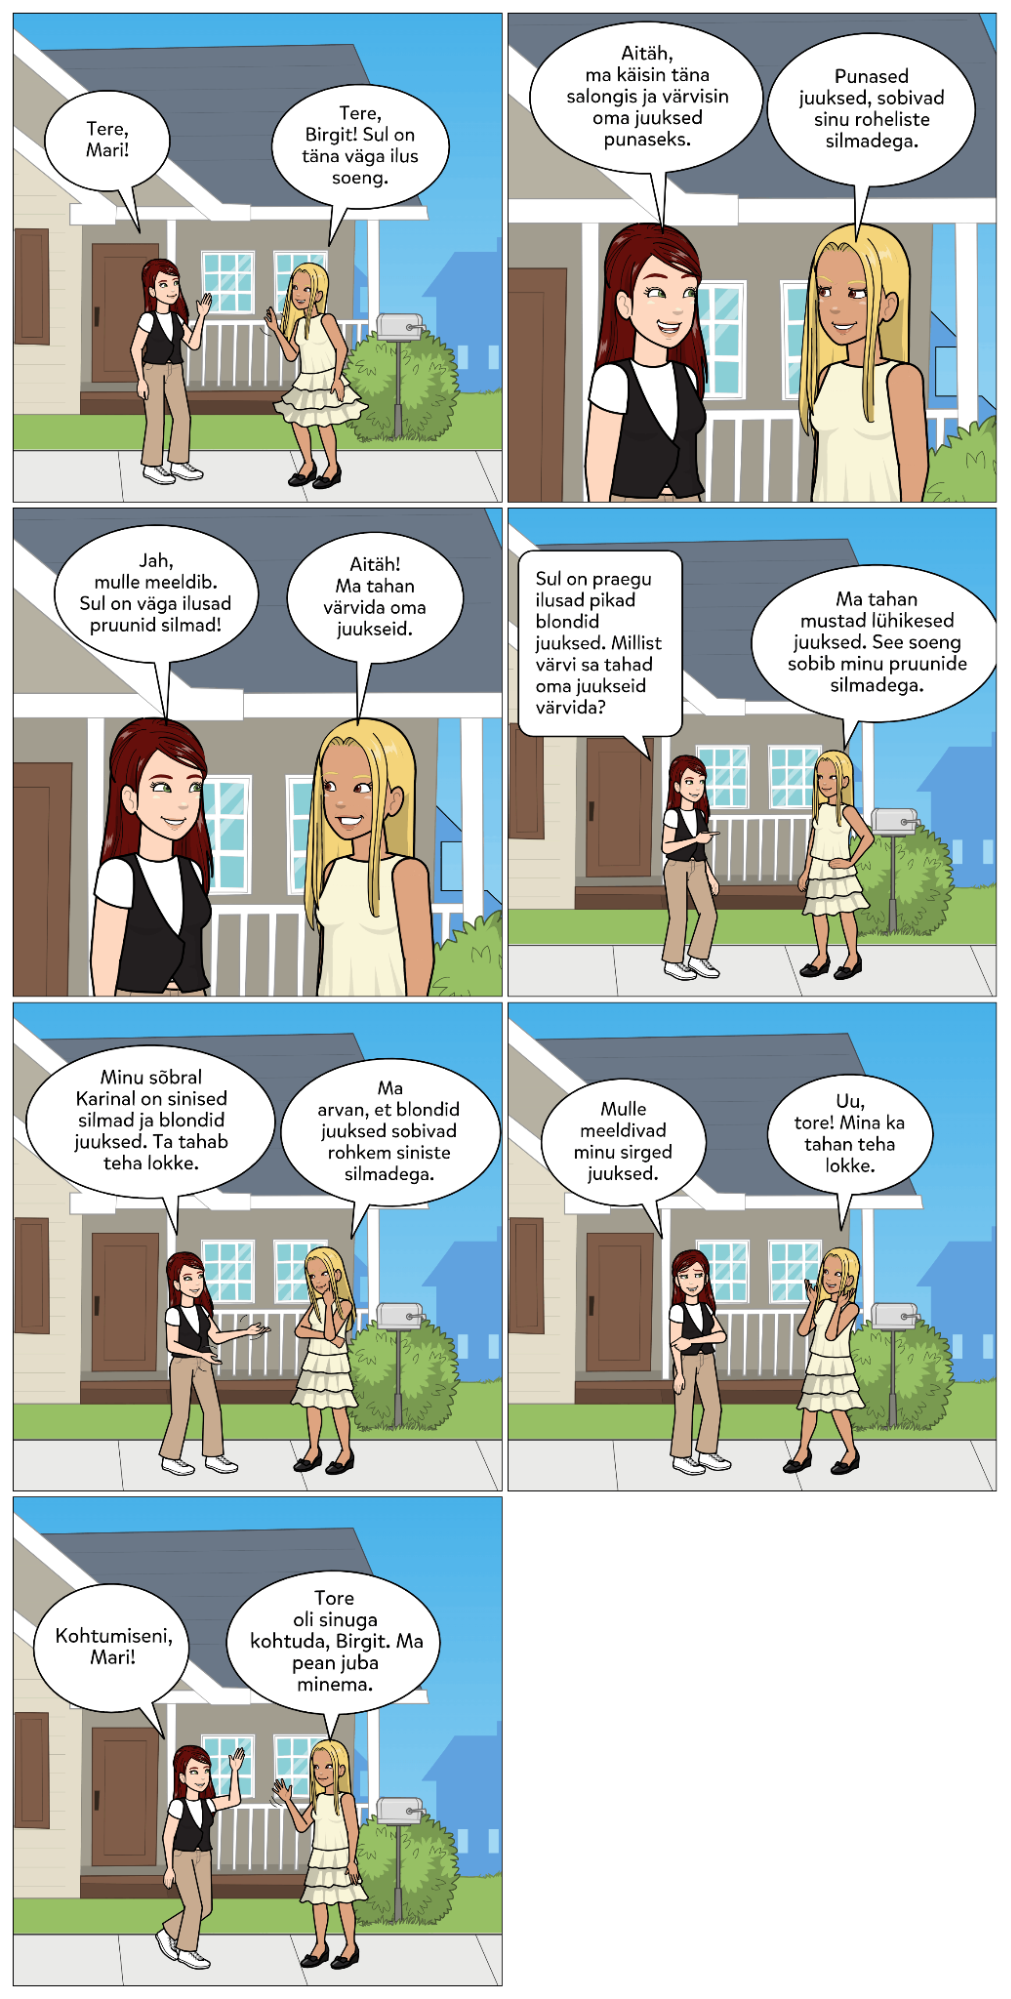 Tere,
Mari!
Tere,
Birgit! Sul on
täna väga ilus
soeng.
Aitäh,
ma käisin täna
salongis ja värvisin
oma juuksed
punaseks.
Punased
juuksed, sobivad
sinu roheliste
silmadega.
Jah,
mulle meeldib.
Sul on väga ilusad
pruunid silmad!
Aitäh!
Ma tahan
värvida oma
juukseid.
Sul on praegu
ilusad pikad
blondid
juuksed. Millist
värvi sa tahad
oma juukseid
värvida?
Ma tahan
mustad lühikesed
juuksed. See soeng
sobib minu pruunide
silmadega.
Minu sõbral
Karinal on sinised
silmad ja blondid
juuksed. Ta tahab
teha lokke.
Ma
arvan, et blondid
juuksed sobivad
rohkem siniste
silmadega.
Mulle
meeldivad
minu sirged
juuksed.
Uu,
tore! Mina ka
tahan teha
lokke.
Kohtumiseni,
Mari!
Tore
oli sinuga
kohtuda, Birgit. Ma
pean juba
minema.